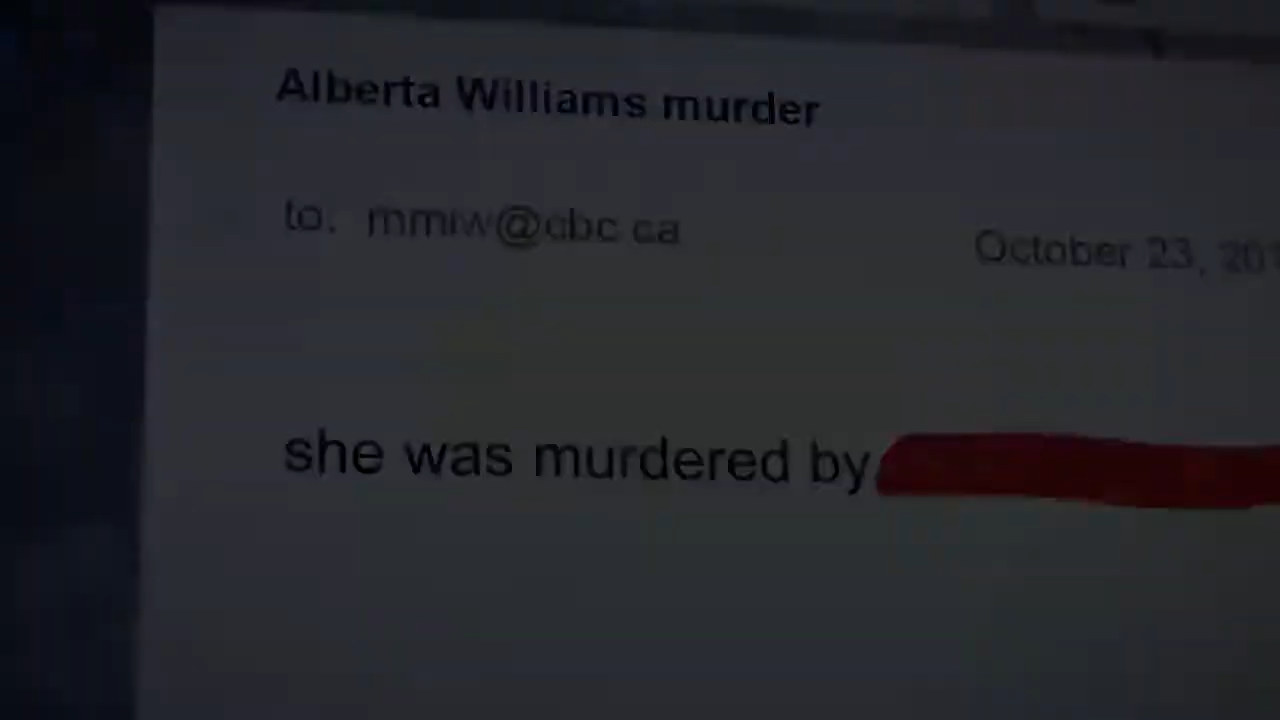 Alberta Williams murder
to: mmiw@cbc.ca
October 23, 20
she was murdered by